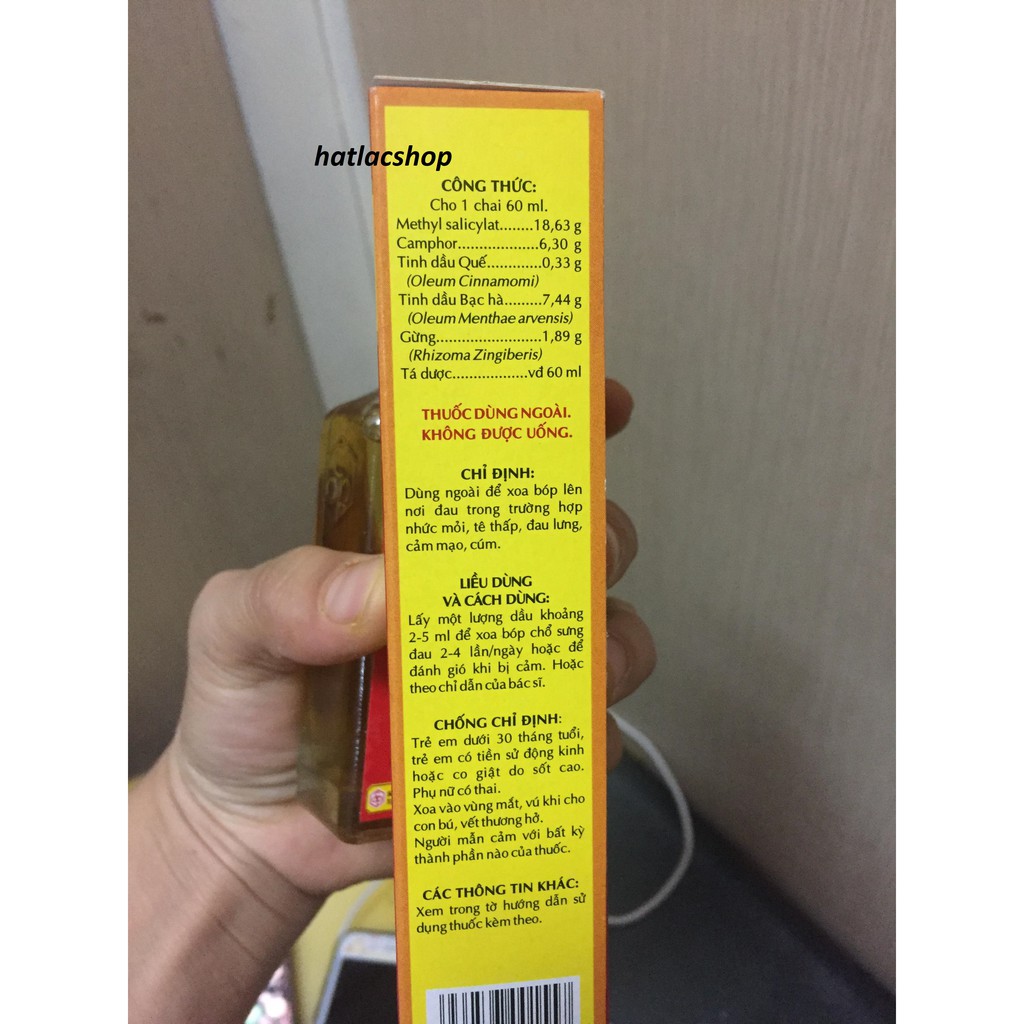 hatlacshop
CÔNG THỨC:
Cho 1 chai 60 ml.
Methyl salicylat........18,63 g
Camphor...................6,30 g
Tinh dầu Quế.............0,33 g
(Oleum Cinnamomi)
Tinh dầu Bạc hà.........7,44 g
(Oleum Menthae arvensis)
Gừng.........................1,89 g
(Rhizoma Zingiberis)
Tá dược..................vđ 60 ml
THUỐC DÙNG NGOÀI.
KHÔNG ĐƯỢC UỐNG.
CHỈ ĐỊNH:
Dùng ngoài để xoa bóp lên
nơi đau trong trường hợp
nhức mỏi, tê thấp, đau lưng,
cảm mạo, cúm.
LIỀU DÙNG
VÀ CÁCH DÙNG:
Lấy một lượng dầu khoảng
2-5 ml để xoa bóp chổ sưng
đau 2-4 lần/ngày hoặc để
đánh gió khi bị cảm. Hoặc
theo chỉ dẫn của bác sĩ.
CHỐNG CHỈ ĐỊNH:
Trẻ em dưới 30 tháng tuổi,
trẻ em có tiền sử động kinh
hoặc co giật do sốt cao.
Phụ nữ có thai.
Xoa vào vùng mắt, vú khi cho
con bú, vết thương hở.
Người mẫn cảm với bất kỳ
thành phần nào của thuốc.
CÁC THÔNG TIN KHÁC:
Xem trong tờ hướng dẫn sử
dụng thuốc kèm theo.